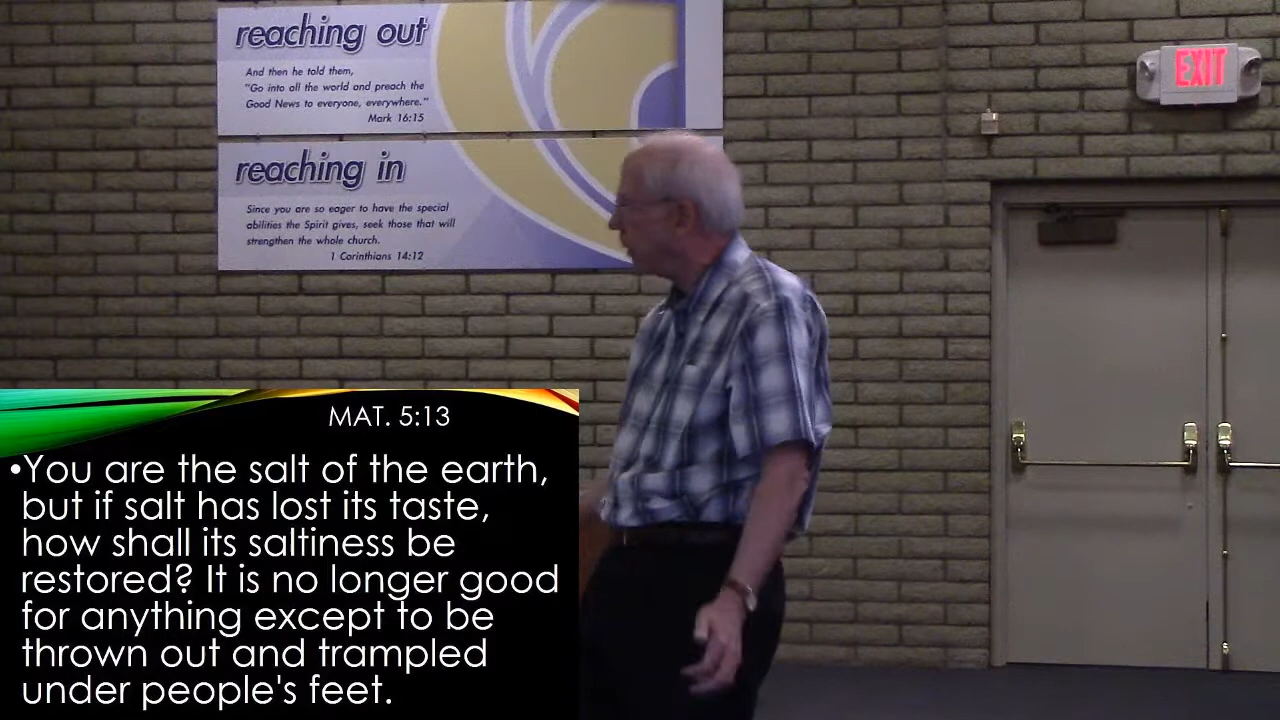 reaching out
And then he told them,
"Go into all the world and preach the
Good News to everyone, everywhere."
Mark 16:15
reaching in
Since you are so eager to have the special
abilities the Spirit gives, seek those that will
strengthen the whole church.
1 Corinthians 14:12
EXIT
MAT. 5:13
•You are the salt of the earth,
but if salt has lost its taste,
how shall its saltiness be
restored? It is no longer good
for anything except to be
thrown out and trampled
under people's feet.